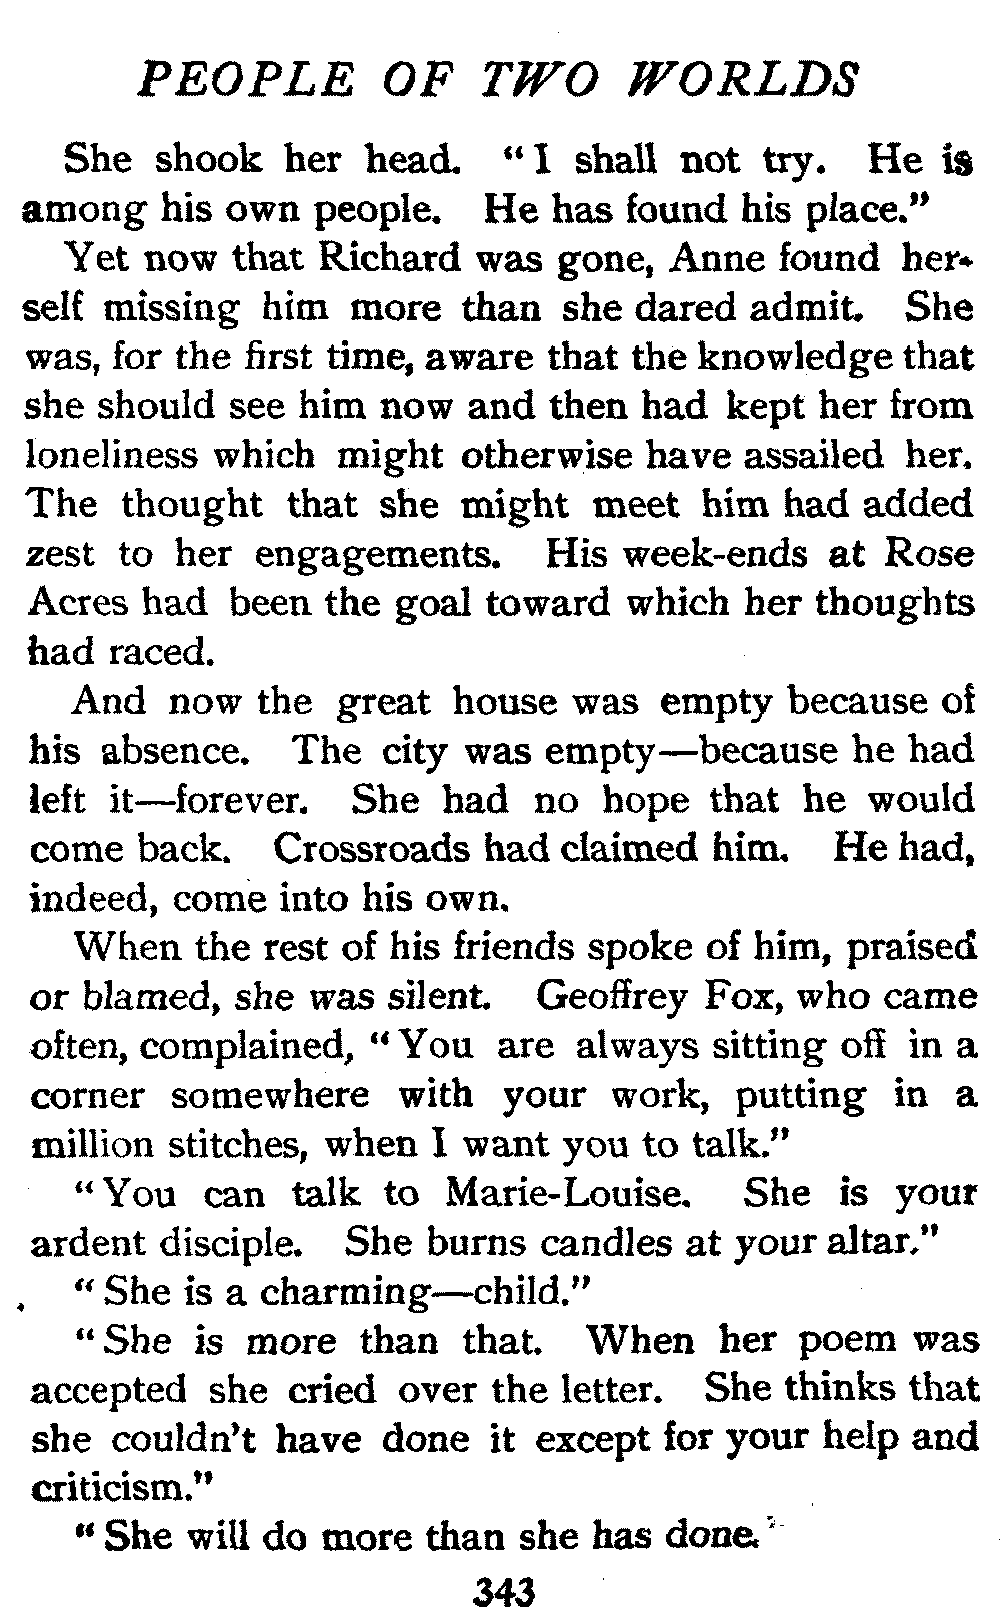 PEOPLE OF TWO WORLDS
She shook her head. “I shall not try. He is
among his own people. He has found his place.”
Yet now that Richard was gone, Anne found her-
self missing him more than she dared admit. She
was, for the first time, aware that the knowledge that
she should see him now and then had kept her from
loneliness which might otherwise have assailed her.
The thought that she might meet him had added
zest to her engagements. His week-ends at Rose
Acres had been the goal toward which her thoughts
had raced.
And now the great house was empty because of
his absence. The city was empty—because he had
left it—forever. She had no hope that he would
come back. Crossroads had claimed him. He had,
indeed, come into his own.
When the rest of his friends spoke of him, praised
or blamed, she was silent. Geoffrey Fox, who came
often, complained, “You are always sitting off in a
corner somewhere with your work, putting in a
million stitches, when I want you to talk.”
“You can talk to Marie-Louise. She is your
ardent disciple. She burns candles at your altar.”
“She is a charming—child.”
“She is more than that. When her poem was
accepted she cried over the letter. She thinks that
she couldn’t have done it except for your help and
criticism.”
“She will do more than she has done.”
343